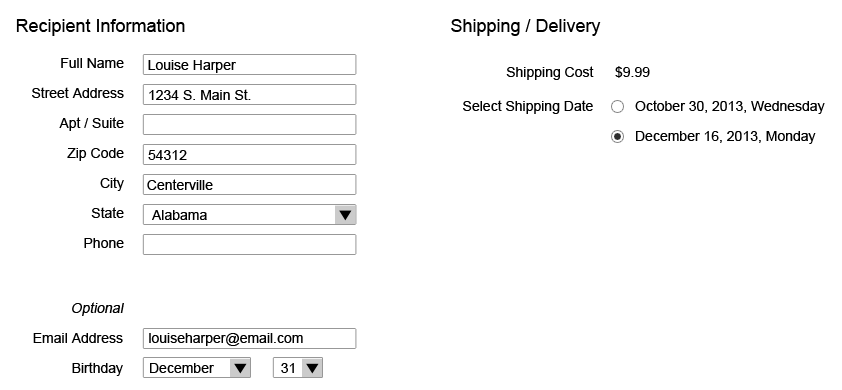 Recipient Information
Full Name Louise Harper
Street Address 1234 S. Main St.
Apt / Suite
Zip Code 54312
City Centerville
State Alabama
Phone
Optional
Email Address louiseharper@email.com
Birthday December 31
Shipping / Delivery
Shipping Cost $9.99
Select Shipping Date October 30, 2013, Wednesday
December 16, 2013, Monday